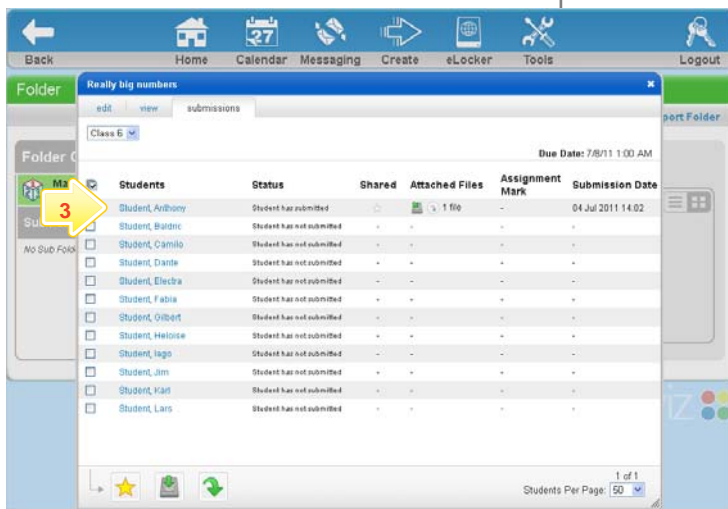 27
Back Home Calendar Messaging Create eLocker Tools Logout
Folder
Really big numbers
edit view submissions
port Folder
Class 6
Due Date: 7/8/11 1:00 AM
Folder
Students Status Shared Attached Files Assignment Mark Submission Date
Ma
3
Student, Anthony Student has submitted 1 file - 04 Jul 2011 14:02
Su
Student, Baldric Student has not submitted - - - -
No Sub Fold
Student, Camilo Student has not submitted - - - -
Student, Dante Student has not submitted - - - -
Student, Electra Student has not submitted - - - -
Student, Fabia Student has not submitted - - - -
Student, Gilbert Student has not submitted - - - -
Student, Heloise Student has not submitted - - - -
Student, Iago Student has not submitted - - - -
Student, Jim Student has not submitted - - - -
Student, Karl Student has not submitted - - - -
Student, Lars Student has not submitted - - - -
iz
1 of 1
Students Per Page: 50